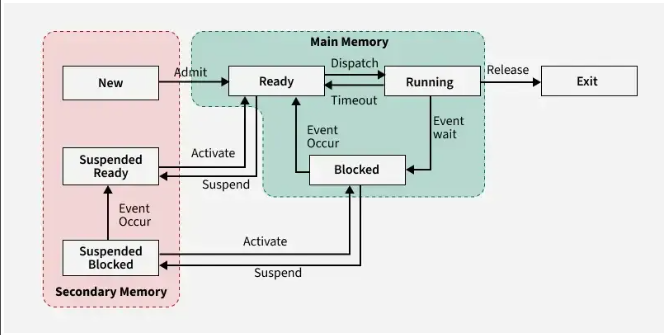 Main Memory
New
Admit
Ready
Dispatch
Timeout
Running
Release
Exit
Event
wait
Event
Occur
Blocked
Suspended
Ready
Activate
Suspend
Event
Occur
Suspended
Blocked
Activate
Suspend
Secondary Memory